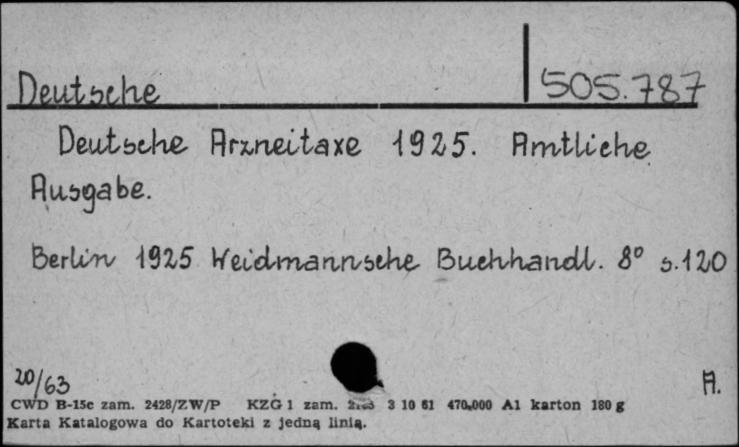 Deutsche 505.787
Deutsche Arzneitaxe 1925. Amtliche
Ausgabe.
Berlin 1925 Weidmannsche Buchhandl. 8° s.120
20/63 A.
CWD B-15c zam. 2428/ZW/P KZG 1 zam. 3 10 61 470.000 A1 karton 180 g
Karta Katalogowa do Kartoteki z jedną linią.